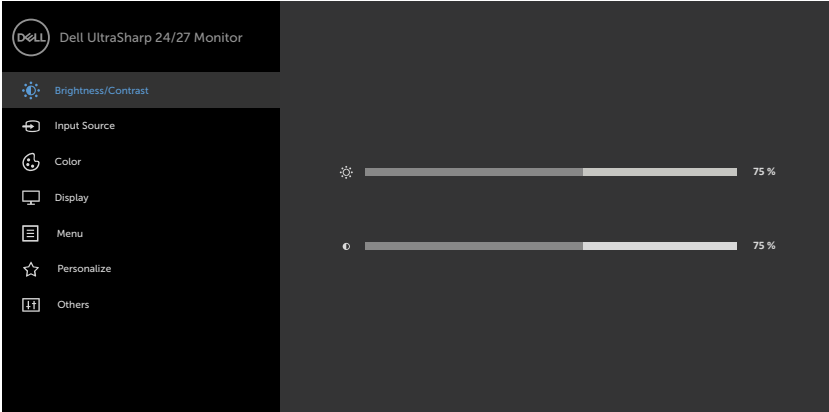 DELL
Dell UltraSharp 24/27 Monitor
Brightness/Contrast
Input Source
Color
Display
Menu
Personalize
Others
75 %
75 %